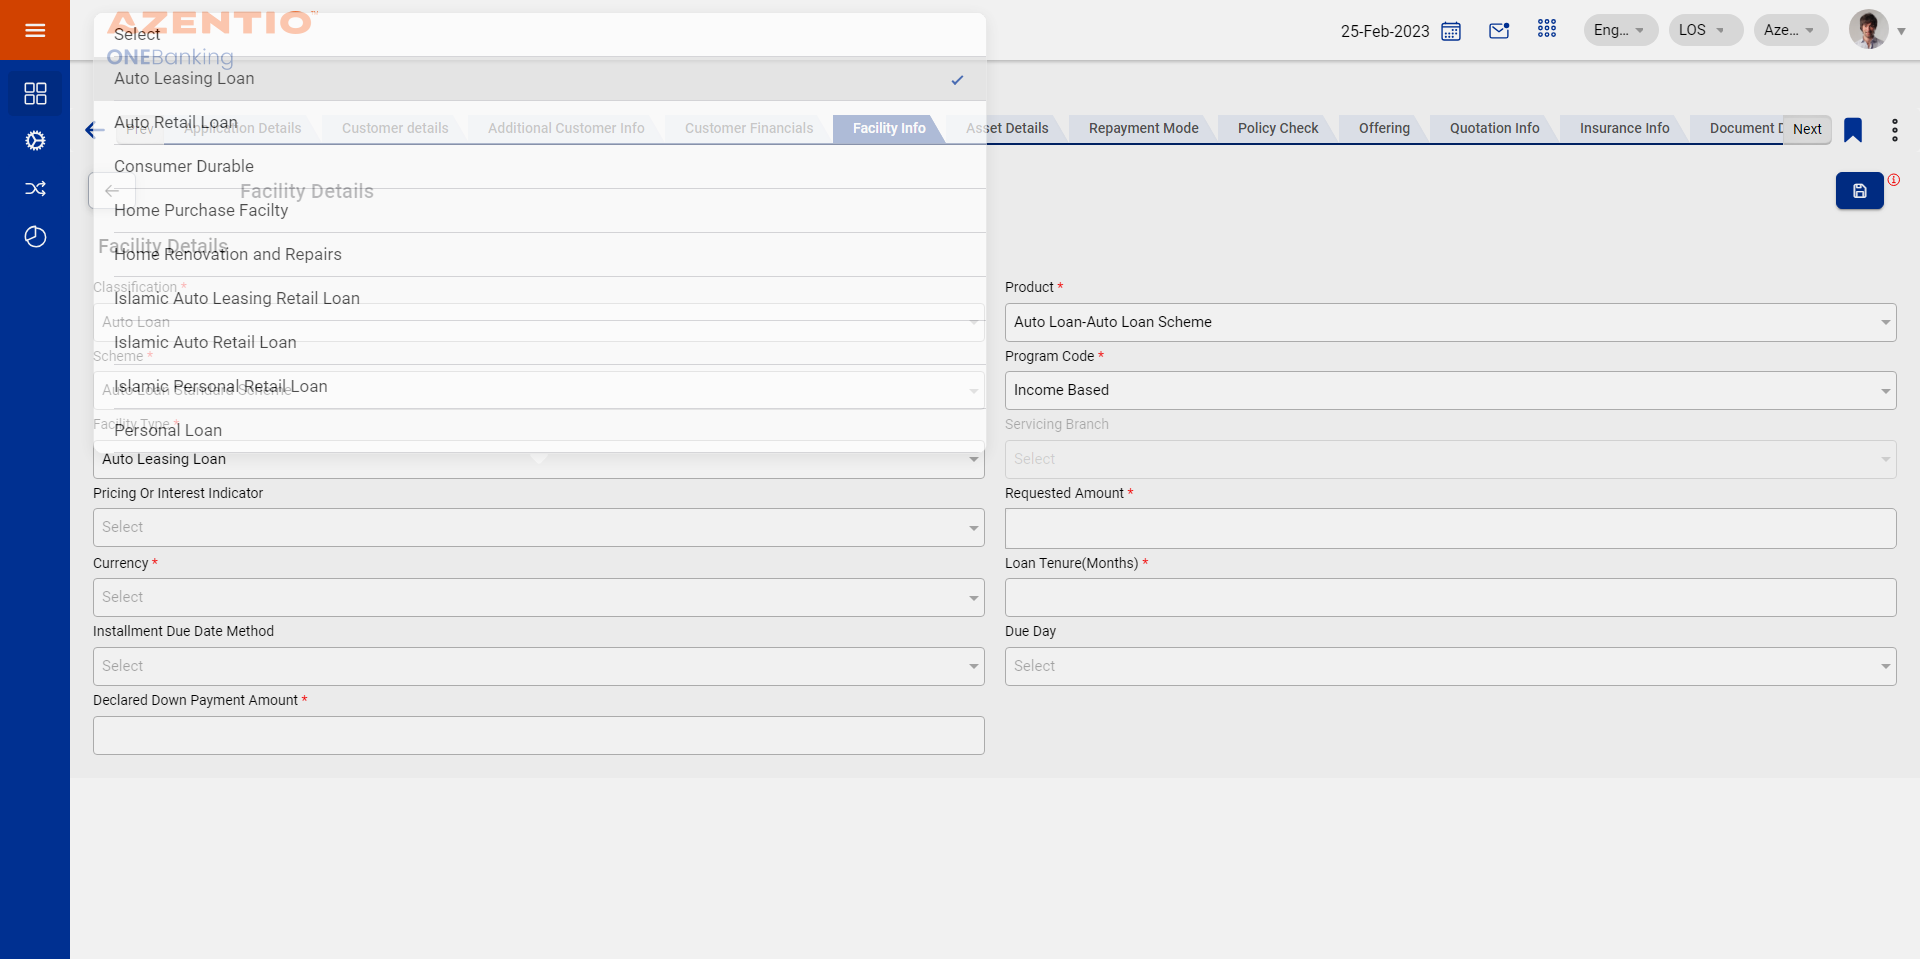 AZENTIO
ONEBanking
25-Feb-2023
Eng...
LOS
Aze...
Select
Auto Leasing Loan
Auto Retail Loan
Consumer Durable
Home Purchase Facilty
Home Renovation and Repairs
Islamic Auto Leasing Retail Loan
Islamic Auto Retail Loan
Islamic Personal Retail Loan
Personal Loan
Prev
Application Details
Customer details
Additional Customer Info
Customer Financials
Facility Info
Asset Details
Repayment Mode
Policy Check
Offering
Quotation Info
Insurance Info
Document D
Next
Facility Details
Facility Details
Classification *
Auto Loan
Product *
Auto Loan-Auto Loan Scheme
Scheme *
Auto Loan Standard Scheme
Program Code *
Income Based
Facility Type *
Auto Leasing Loan
Servicing Branch
Select
Pricing Or Interest Indicator
Select
Requested Amount *
Currency *
Select
Loan Tenure(Months) *
Installment Due Date Method
Select
Due Day
Select
Declared Down Payment Amount *